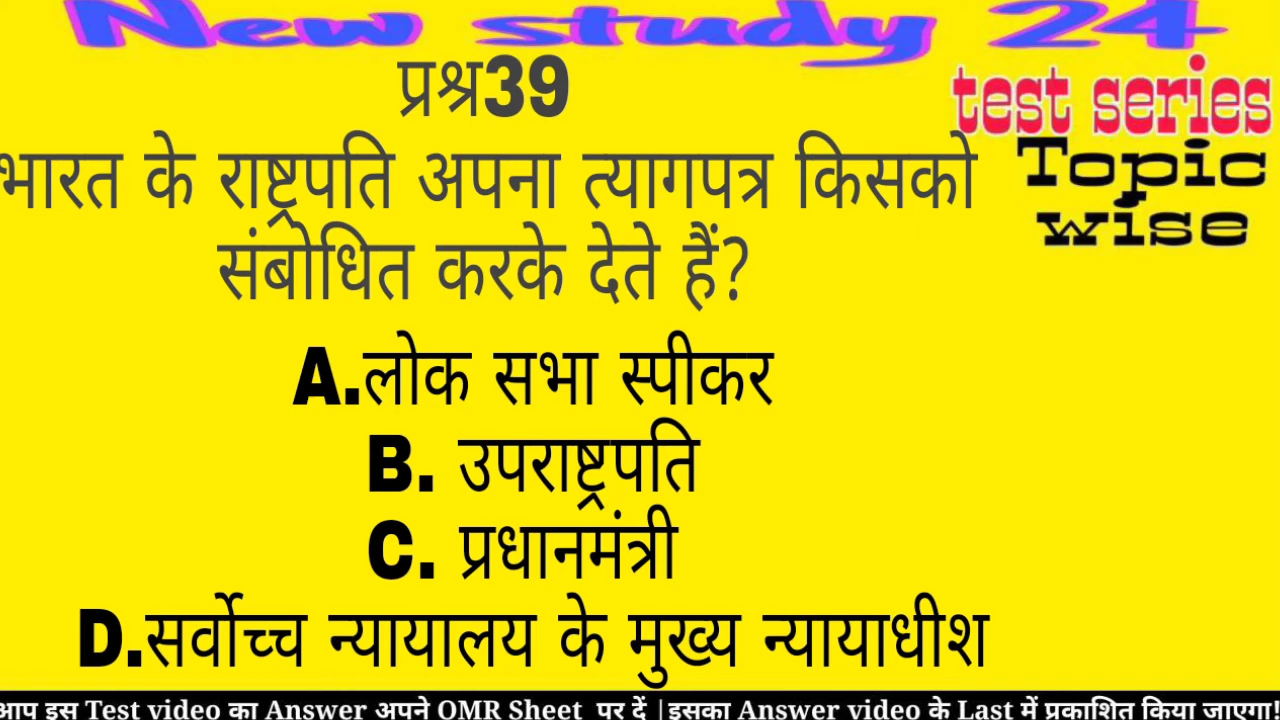 New study 24
test series
Topic
wise
प्रश्न39
भारत के राष्ट्रपति अपना त्यागपत्र किसको
संबोधित करके देते हैं?
A.लोक सभा स्पीकर
B. उपराष्ट्रपति
C. प्रधानमंत्री
D.सर्वोच्च न्यायालय के मुख्य न्यायाधीश
आप इस Test video का Answer अपने OMR Sheet पर दें |इसका Answer video के Last में प्रकाशित किया जाएगा!